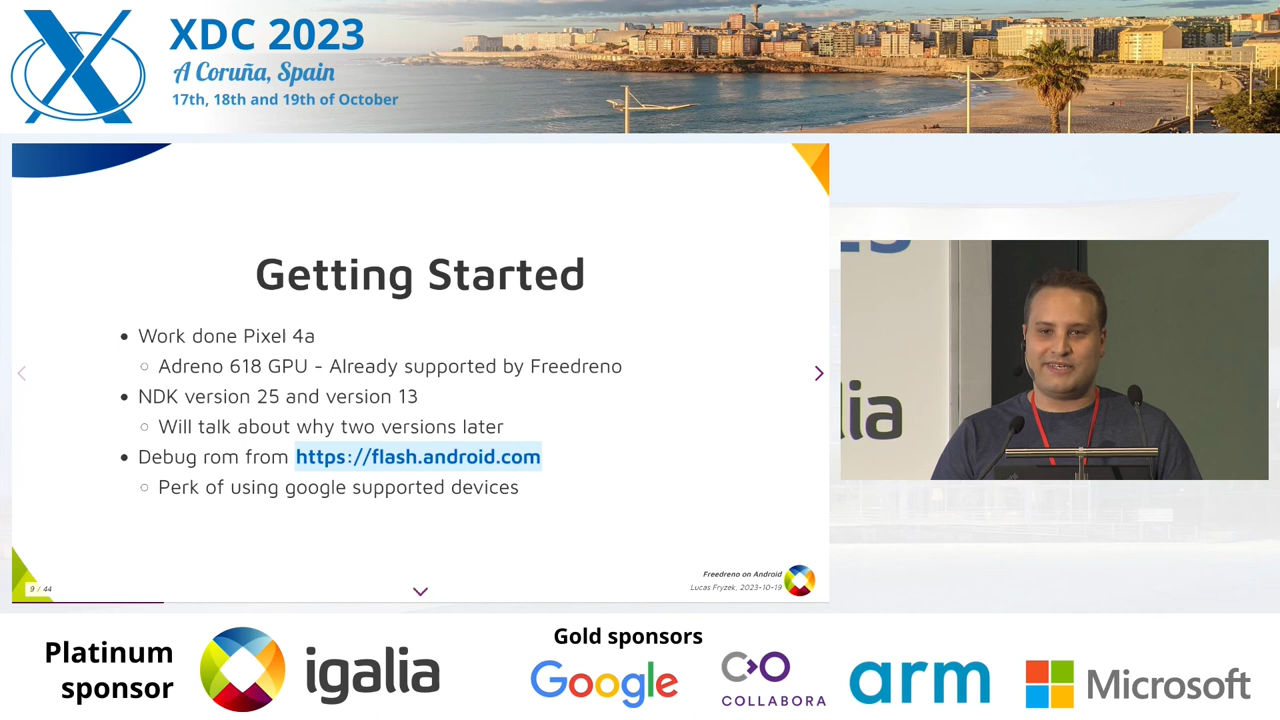 XDC 2023
A Coruña, Spain
17th, 18th and 19th of October
Getting Started
Work done Pixel 4a
Adreno 618 GPU - Already supported by Freedreno
NDK version 25 and version 13
Will talk about why two versions later
Debug rom from https://flash.android.com
Perk of using google supported devices
9 / 44
Freedreno on Android
Lucas Fryzek, 2023-10-19
lia
Platinum
sponsor
igalia
Gold sponsors
Google
COLLABORA
arm
Microsoft